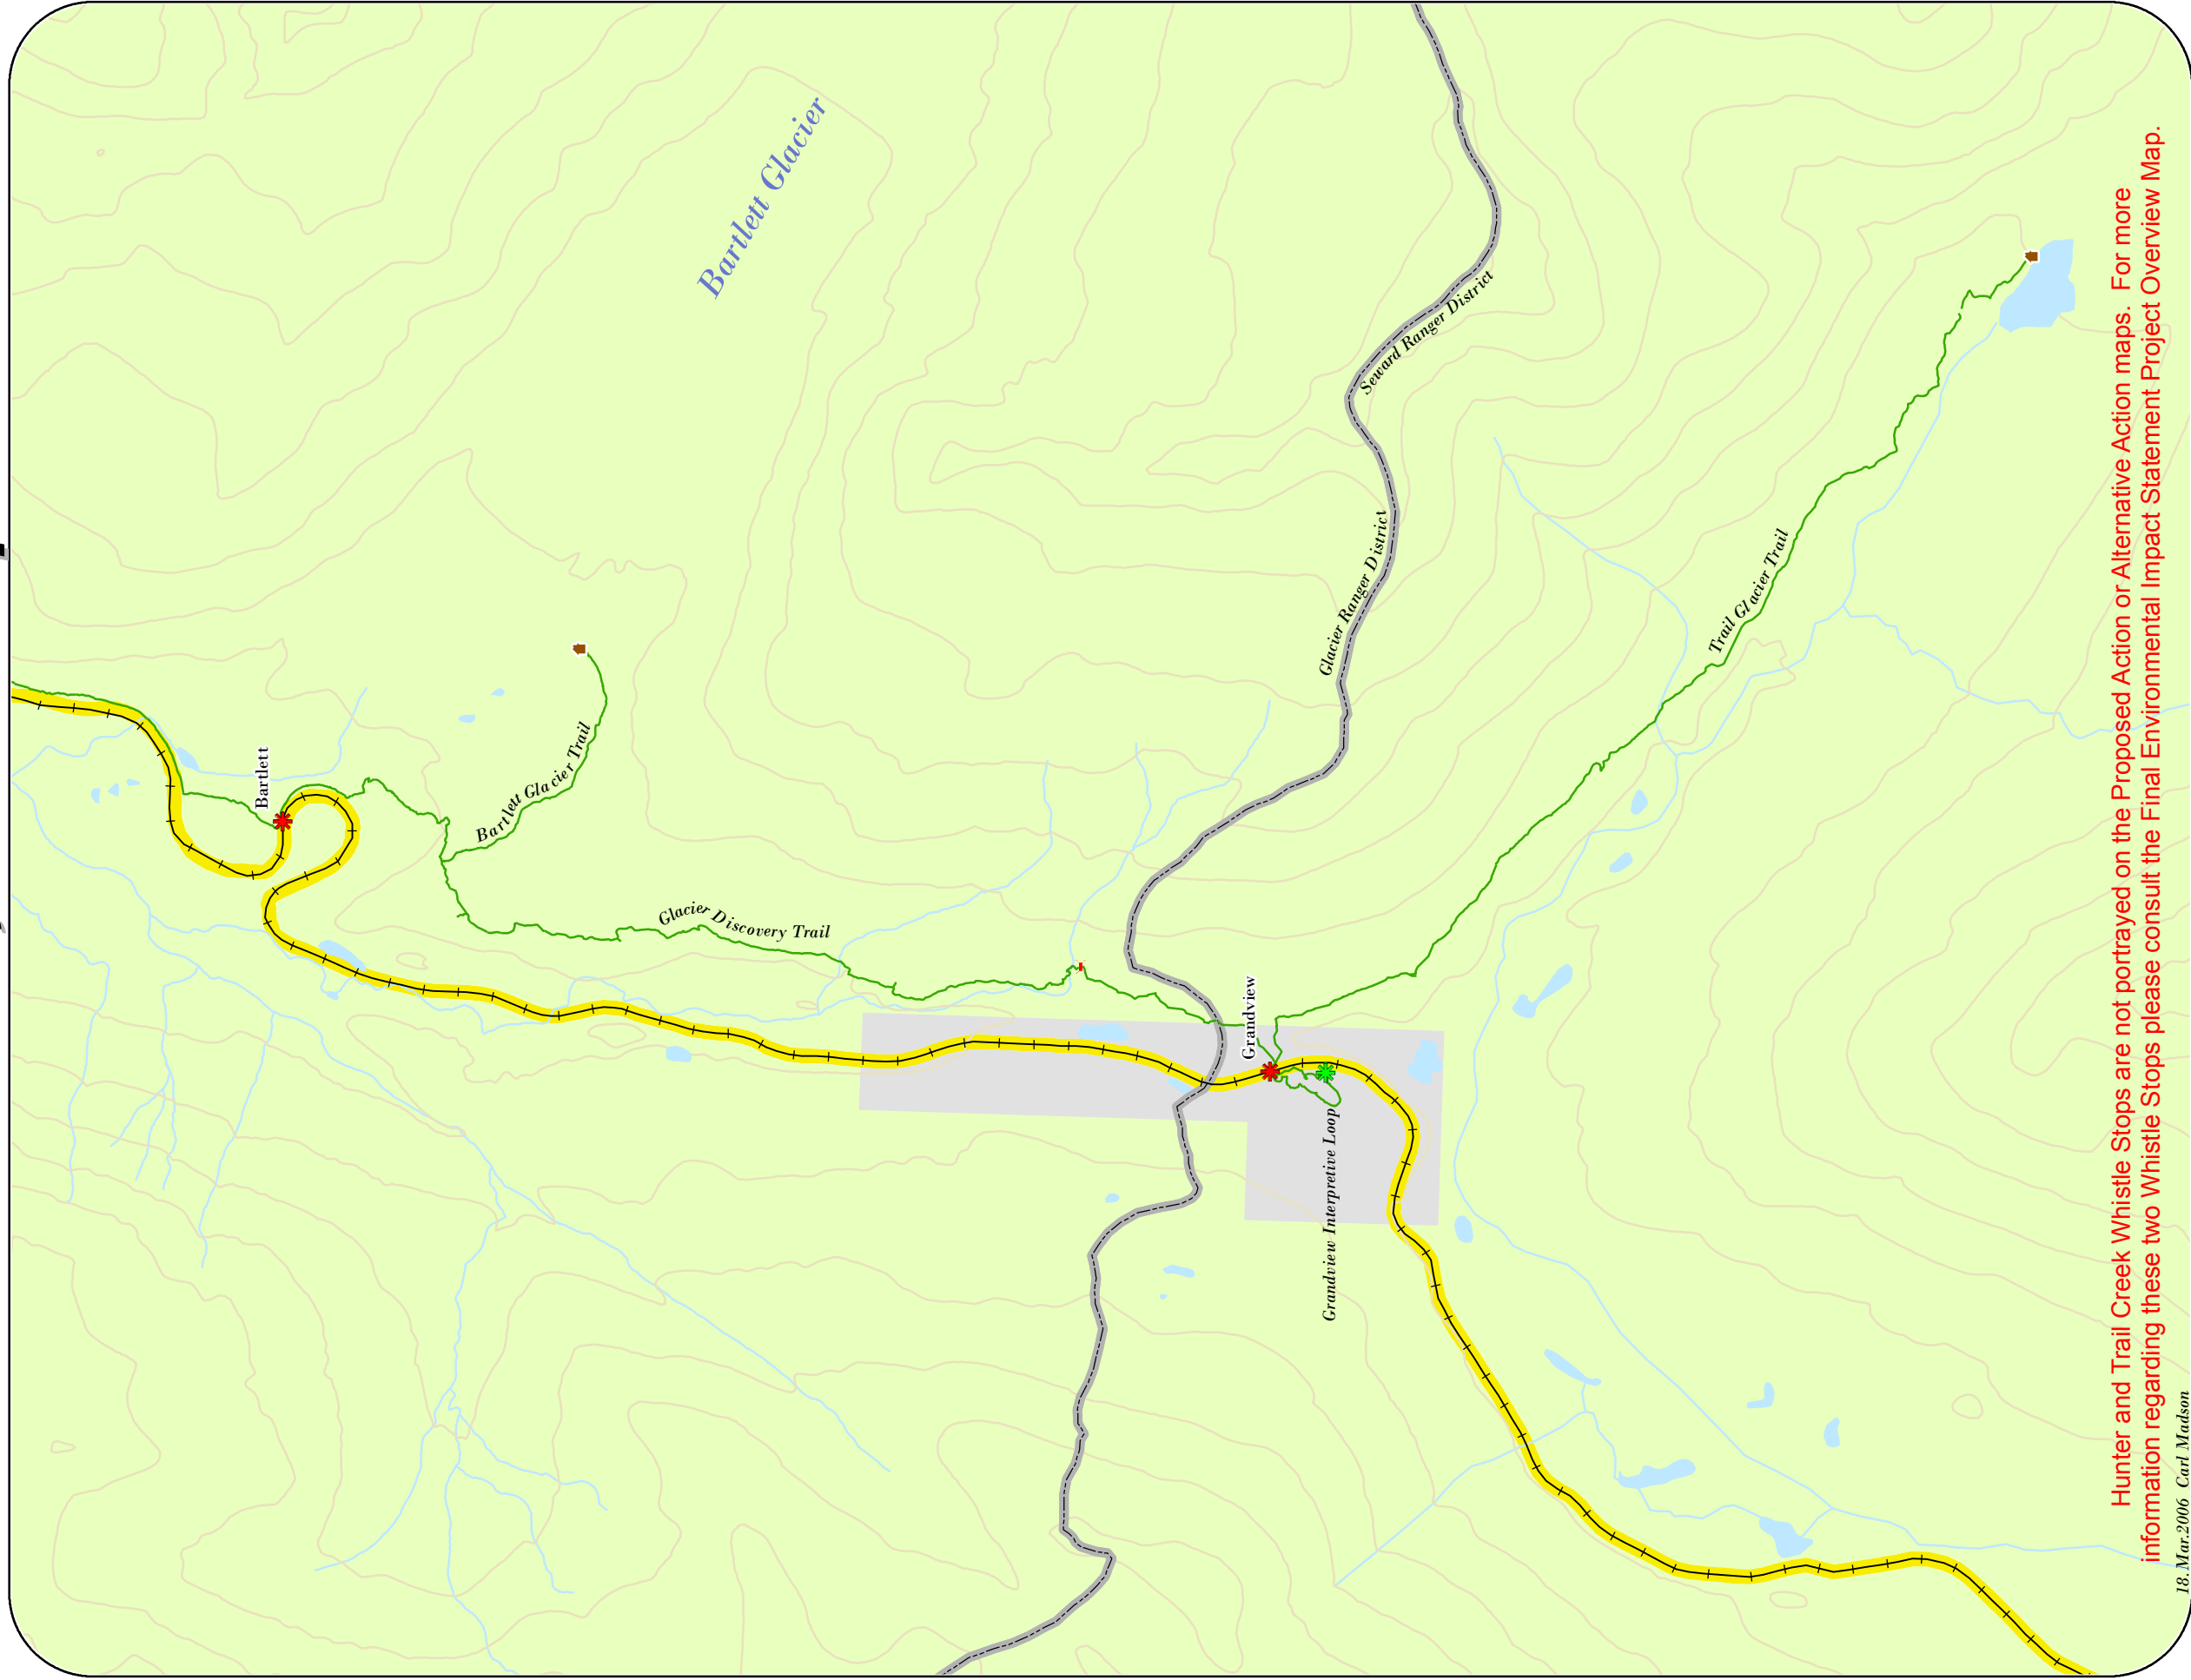 Bartlett Glacier
Seward Ranger District
Glacier Ranger District
Trail Glacier Trail
Bartlett
Bartlett Glacier Trail
Glacier Discovery Trail
Grandview
Grandview Interpretive Loop
Hunter and Trail Creek Whistle Stops are not portrayed on the Proposed Action or Alternative Action maps. For more
information regarding these two Whistle Stops please consult the Final Environmental Impact Statement Project Overview Map.
18.Mar.2006 Carl Madson